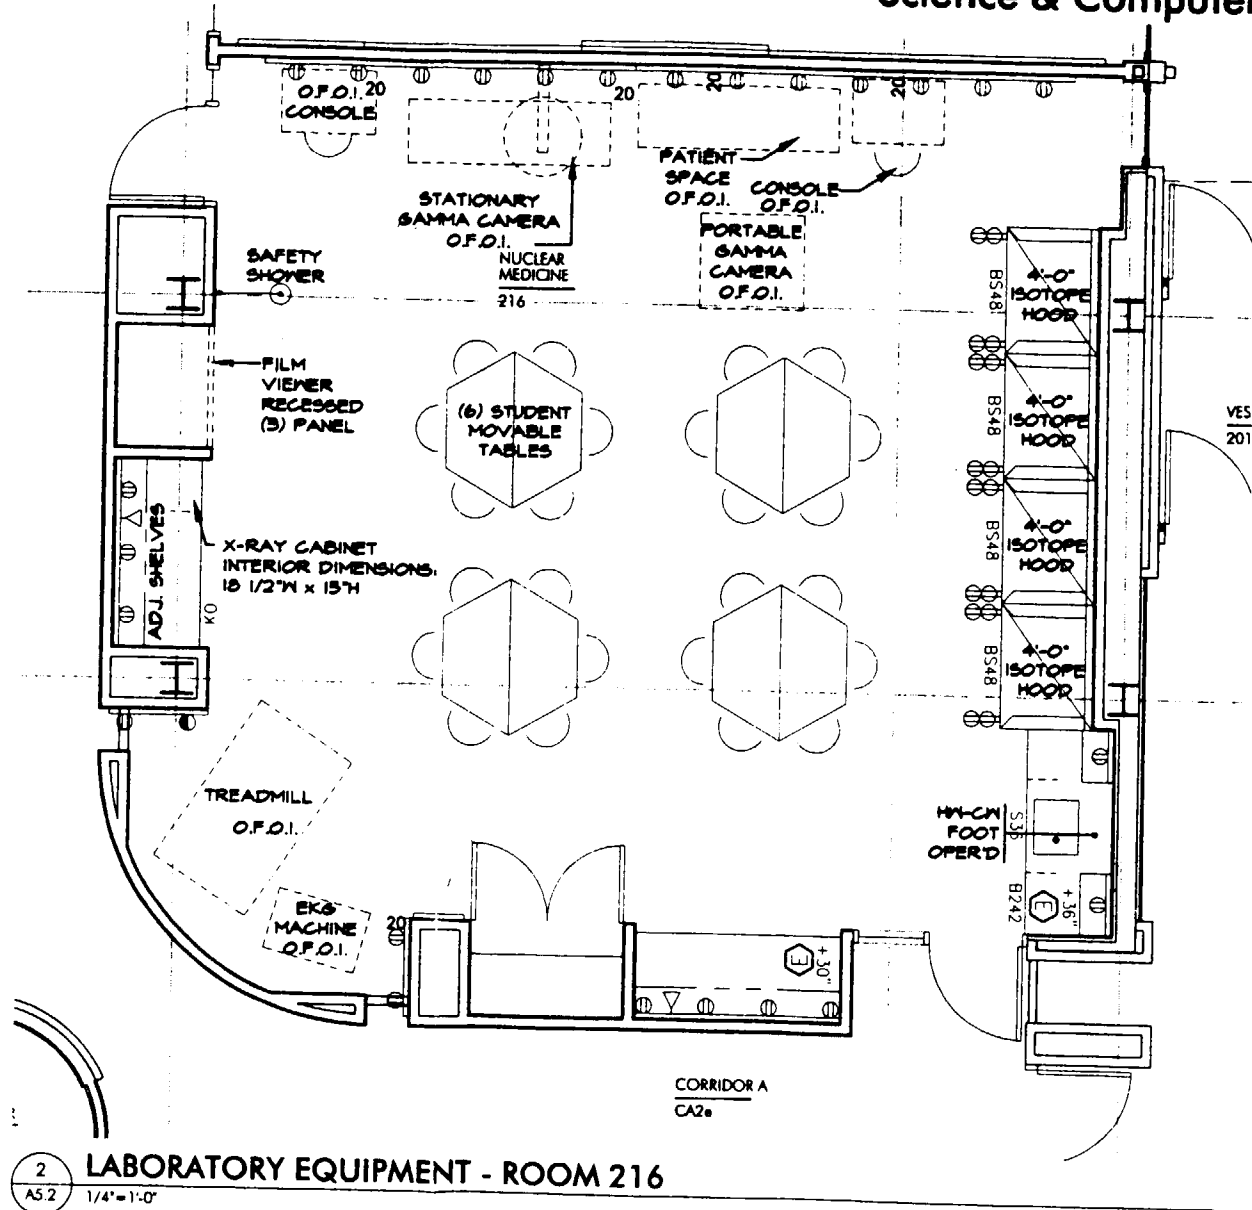 Science & Computer
O.F.O.I.
CONSOLE
20
20
20
20
STATIONARY
GAMMA CAMERA
O.F.O.I.
NUCLEAR
MEDICINE
216
PATIENT
SPACE
O.F.O.I.
CONSOLE
O.F.O.I.
PORTABLE
GAMMA
CAMERA
O.F.O.I.
SAFETY
SHOWER
FILM
VIEWER
RECESSED
(3) PANEL
(6) STUDENT
MOVABLE
TABLES
BS48
4'-0"
ISOTOPE
HOOD
BS48
4'-0"
ISOTOPE
HOOD
BS48
4'-0"
ISOTOPE
HOOD
BS48
4'-0"
ISOTOPE
HOOD
VES
201
ADJ. SHELVES
KO
X-RAY CABINET
INTERIOR DIMENSIONS:
18 1/2"W x 15"H
TREADMILL
O.F.O.I.
EKG
MACHINE
O.F.O.I.
20
HW-CW
FOOT
OPER'D
S36
B242
E
+36"
E
+30"
CORRIDOR A
CA2a
2
A5.2
LABORATORY EQUIPMENT - ROOM 216
1/4"=1'-0"